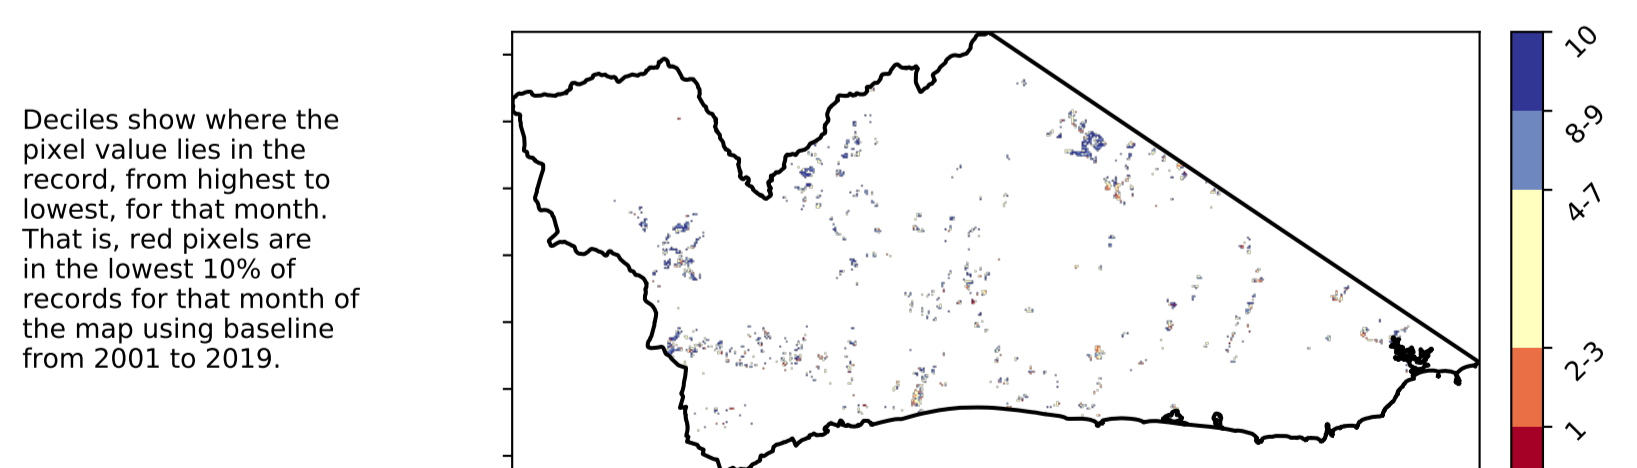 Deciles show where the
pixel value lies in the
record, from highest to
lowest, for that month.
That is, red pixels are
in the lowest 10% of
records for that month of
the map using baseline
from 2001 to 2019.
10
8-9
4-7
2-3
1